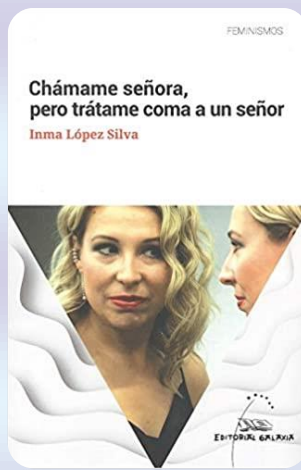 FEMINISMOS
Chámame señora,
pero trátame coma a un señor
Inma López Silva
EDITORIAL GALAXIA